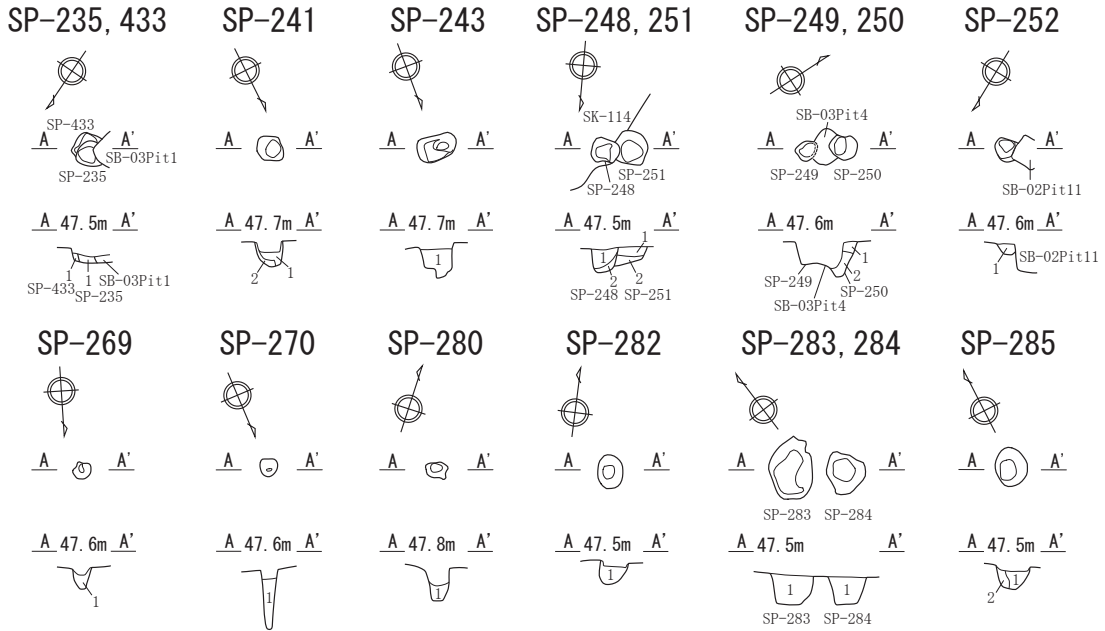 SP-235, 433
SP-241
SP-243
SP-248, 251
SP-249, 250
SP-252
SP-433
A A'
SB-03Pit1
SP-235
A A'
A A'
SK-114
A A'
SP-248
SP-251
SB-03Pit4
A A'
SP-249
SP-250
A A'
SB-02Pit11
A 47.5m A'
1
1
SB-03Pit1
SP-433
SP-235
A 47.7m A'
1
2
A 47.7m A'
1
A 47.5m A'
1
1
2
2
SP-248
SP-251
A 47.6m A'
1
2
SP-249
SP-250
SB-03Pit4
A 47.6m A'
1
SB-02Pit11
SP-269
SP-270
SP-280
SP-282
SP-283, 284
SP-285
A A'
A A'
A A'
A A'
A A'
SP-283
SP-284
A A'
A 47.6m A'
1
A 47.6m A'
1
A 47.8m A'
1
A 47.5m A'
1
A 47.5m A'
1
1
SP-283
SP-284
A 47.5m A'
1
2